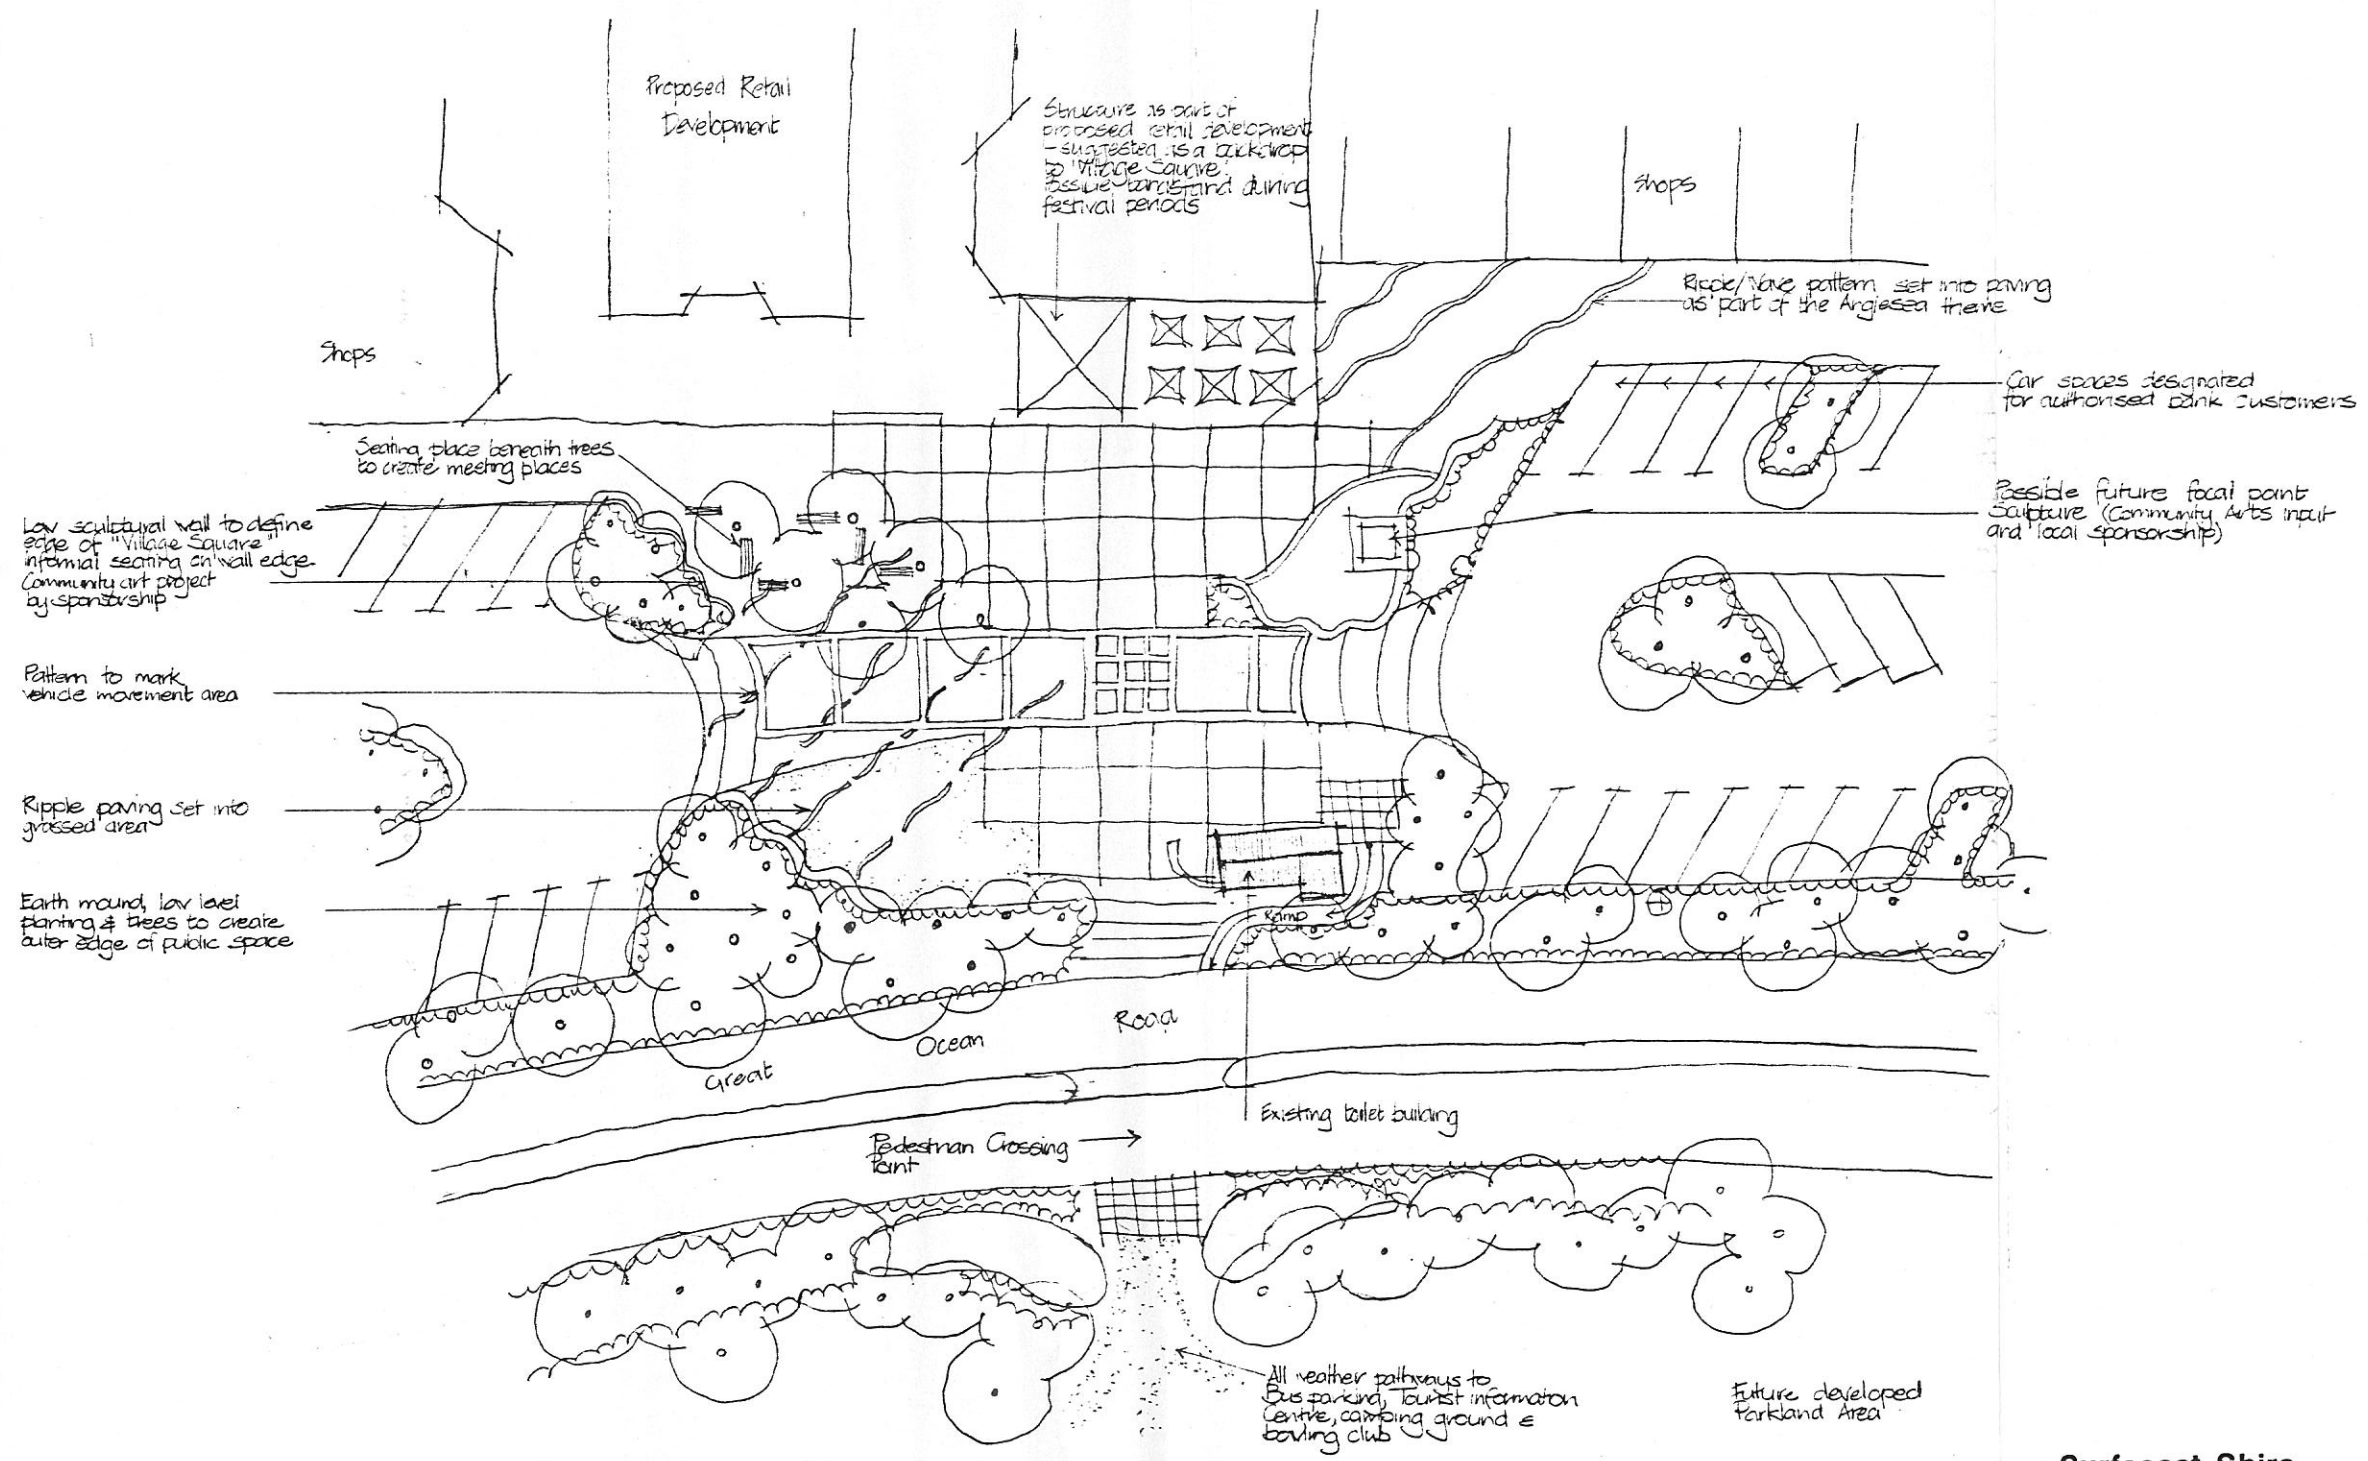 Proposed Retail
Development
Structure as part of
proposed retail development
- suggested as a backdrop
to 'Village Square'.
Possible bandstand during
festival periods
Shops
Ripple/Wave pattern set into paving
as part of the Anglesea theme
Shops
Car spaces designated
for authorised bank customers
Seating place beneath trees
to create meeting places
Possible future focal point
Sculpture (Community Arts input
and local sponsorship)
Low sculptural wall to define
edge of "Village Square"
informal seating on wall edge.
Community art project
by sponsorship
Pattern to mark
vehicle movement area
Ripple paving set into
grassed area
Earth mound, low level
planting & trees to create
outer edge of public space
Ramp
Great Ocean Road
Existing toilet building
Pedestrian Crossing
Point
All weather pathways to
Bus parking, Tourist information
Centre, camping ground &
bowling club
Future developed
Parkland Area
Surfcoast Shire